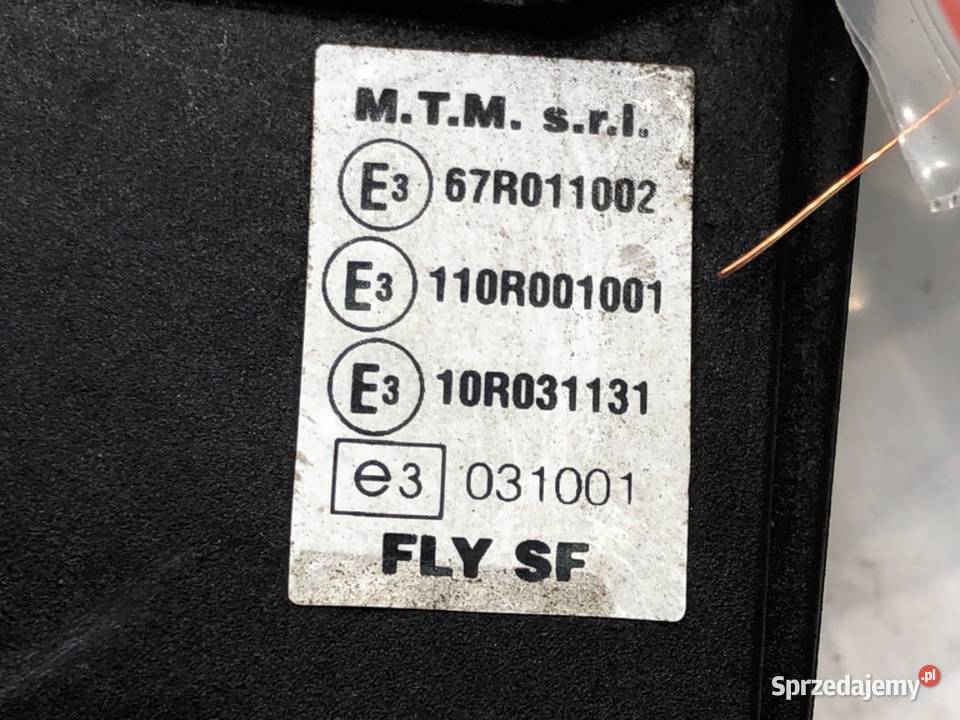 M.T.M. s.r.l.
E3 67R011002
E3 110R001001
E3 10R031131
e3 031001
FLY SF
Sprzedajemy.pl